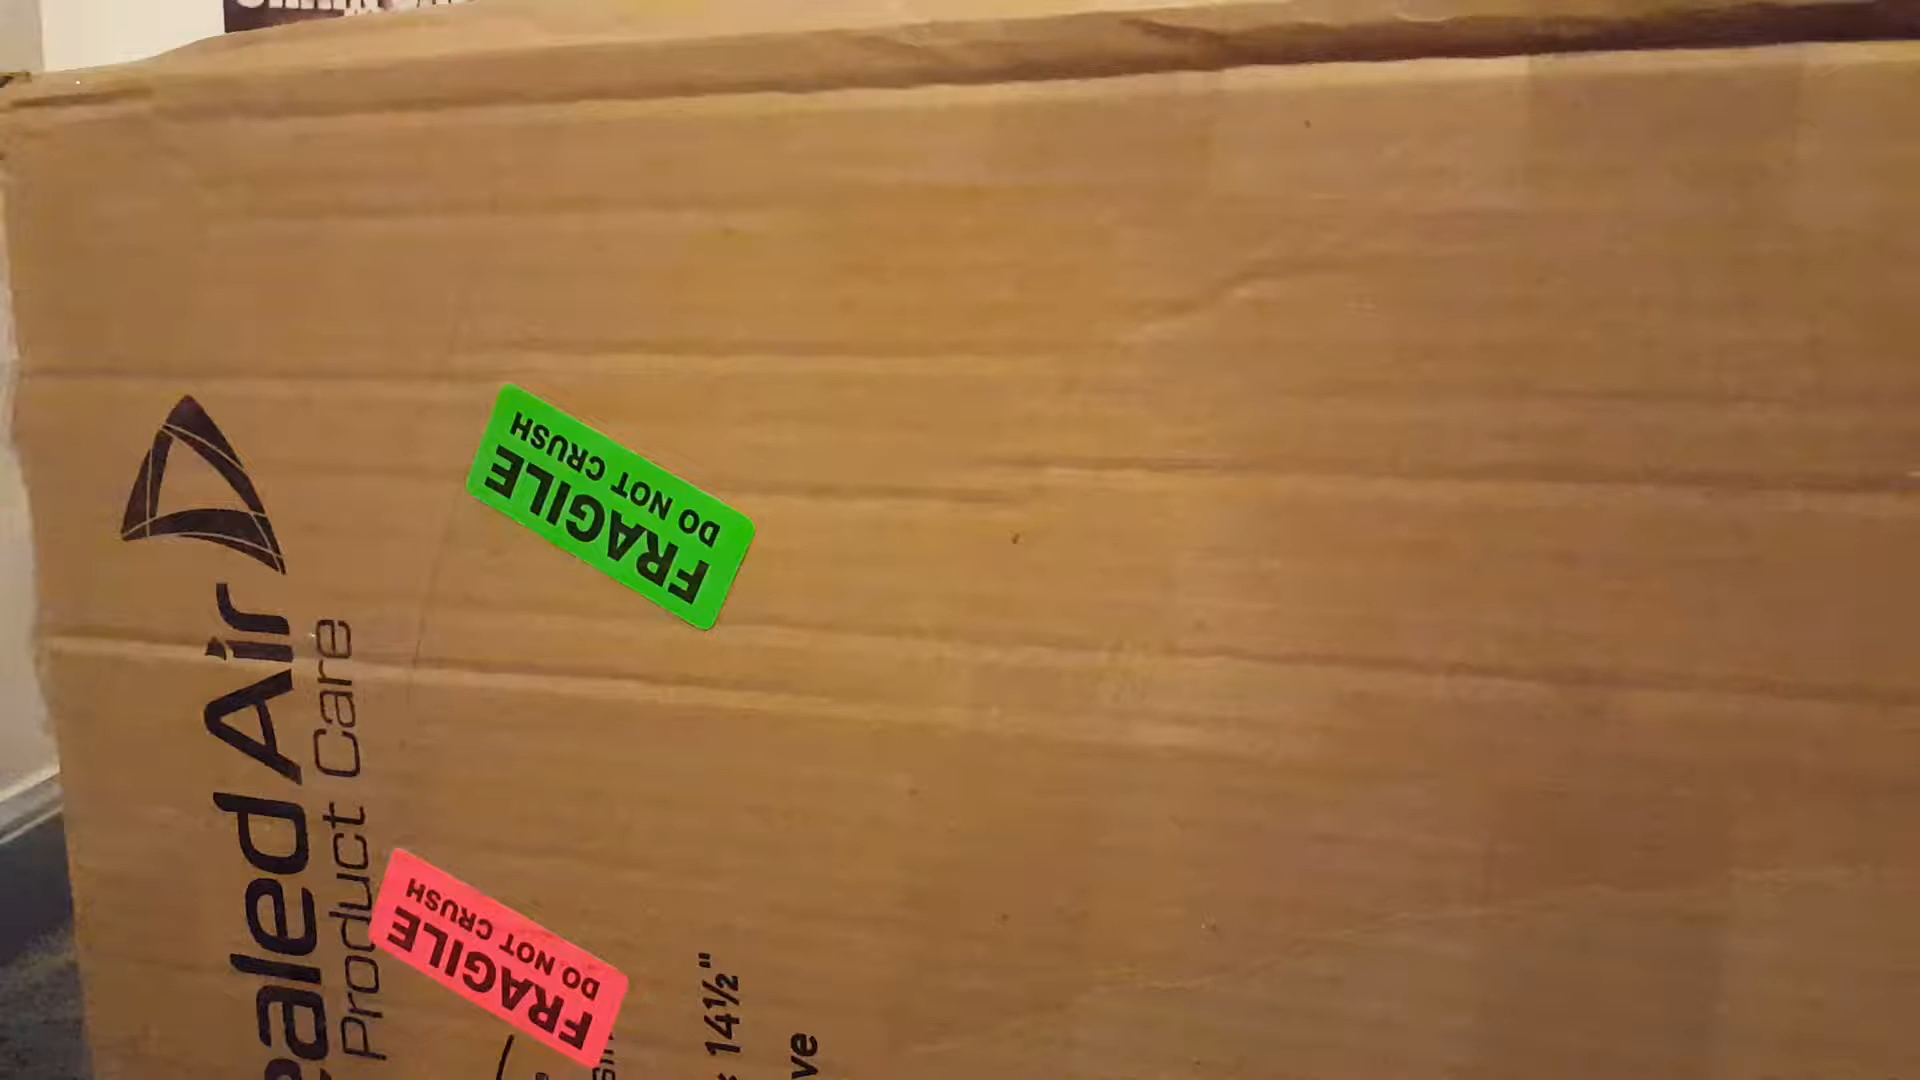 FRAGILE
DO NOT CRUSH
FRAGILE
DO NOT CRUSH
ealed Air
Product Care
14½"
ve